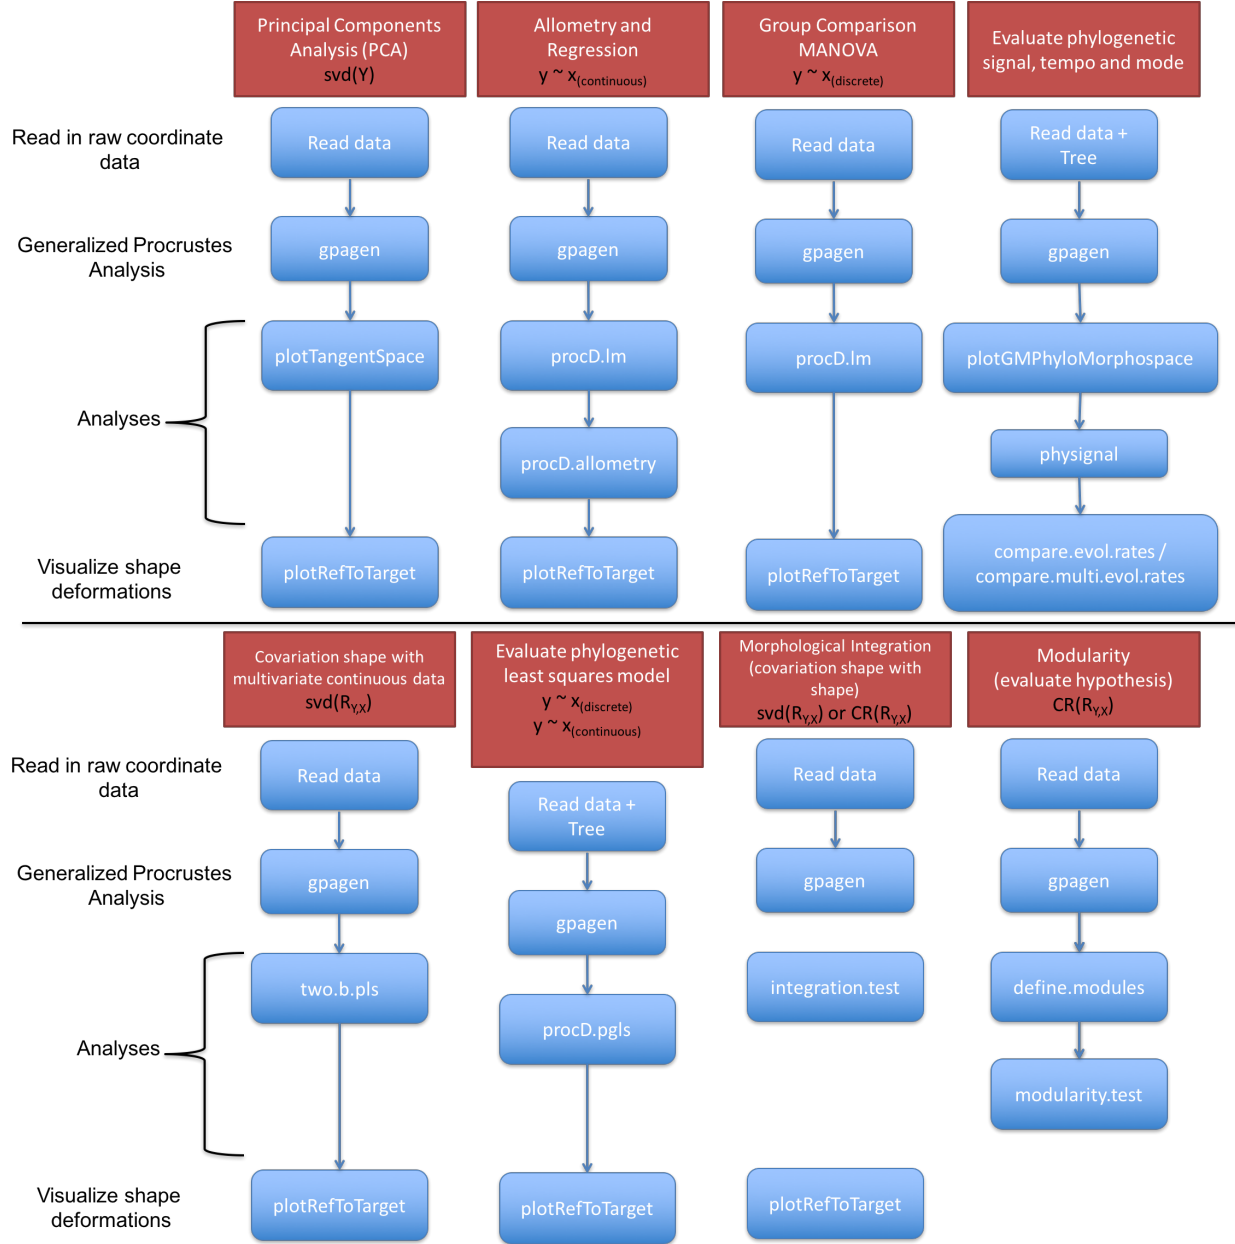 Principal Components
Analysis (PCA)
svd(Y)
Allometry and
Regression
y ~ x(continuous)
Group Comparison
MANOVA
y ~ x(discrete)
Evaluate phylogenetic
signal, tempo and mode
Read in raw coordinate
data
Read data
Read data
Read data
Read data +
Tree
Generalized Procrustes
Analysis
gpagen
gpagen
gpagen
gpagen
Analyses
plotTangentSpace
procD.lm
procD.lm
plotGMPhyloMorphospace
procD.allometry
physignal
Visualize shape
deformations
plotRefToTarget
plotRefToTarget
plotRefToTarget
compare.evol.rates /
compare.multi.evol.rates
Covariation shape with
multivariate continuous data
svd(RY,X)
Evaluate phylogenetic
least squares model
y ~ x(discrete)
y ~ x(continuous)
Morphological Integration
(covariation shape with
shape)
svd(RY,X) or CR(RY,X)
Modularity
(evaluate hypothesis)
CR(RY,X)
Read in raw coordinate
data
Read data
Read data +
Tree
Read data
Read data
Generalized Procrustes
Analysis
gpagen
gpagen
gpagen
gpagen
Analyses
two.b.pls
procD.pgls
integration.test
define.modules
modularity.test
Visualize shape
deformations
plotRefToTarget
plotRefToTarget
plotRefToTarget